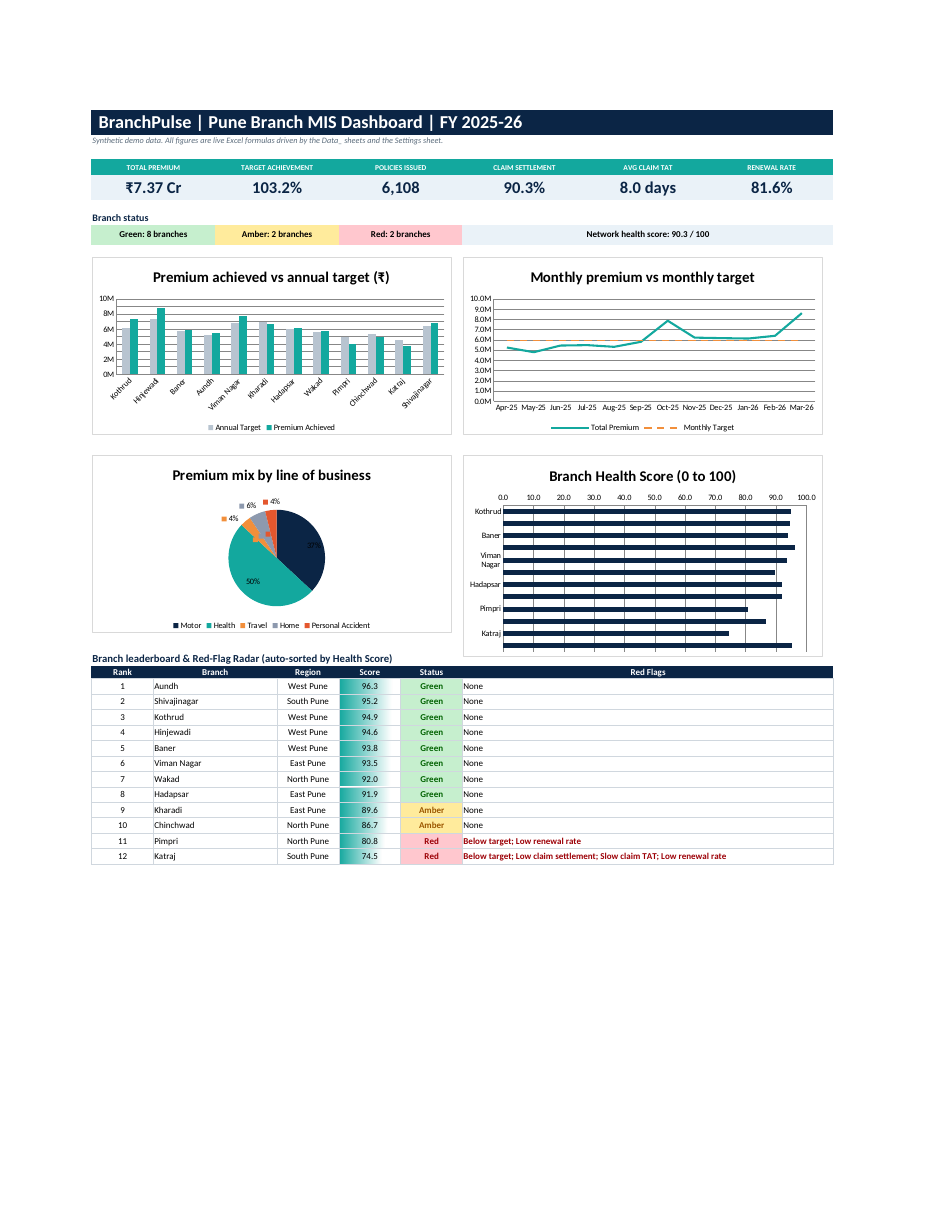 BranchPulse | Pune Branch MIS Dashboard | FY 2025-26
Synthetic demo data. All figures are live Excel formulas driven by the Data_ sheets and the Settings sheet.
TOTAL PREMIUM TARGET ACHIEVEMENT POLICIES ISSUED CLAIM SETTLEMENT AVG CLAIM TAT RENEWAL RATE
₹7.37 Cr 103.2% 6,108 90.3% 8.0 days 81.6%
Branch status
Green: 8 branches Amber: 2 branches Red: 2 branches Network health score: 90.3 / 100
Premium achieved vs annual target (₹)
10M
8M
6M
4M
2M
0M
Kothrud Hinjewadi Baner Aundh Viman Nagar Kharadi Hadapsar Wakad Pimpri Chinchwad Katraj Shivajinagar
Annual Target Premium Achieved
Monthly premium vs monthly target
10.0M
9.0M
8.0M
7.0M
6.0M
5.0M
4.0M
3.0M
2.0M
1.0M
0.0M
Apr-25 May-25 Jun-25 Jul-25 Aug-25 Sep-25 Oct-25 Nov-25 Dec-25 Jan-26 Feb-26 Mar-26
Total Premium Monthly Target
Premium mix by line of business
4%
6%
4%
37%
50%
Motor Health Travel Home Personal Accident
Branch Health Score (0 to 100)
0.0 10.0 20.0 30.0 40.0 50.0 60.0 70.0 80.0 90.0 100.0
Kothrud
Baner
Viman
Nagar
Hadapsar
Pimpri
Katraj
Branch leaderboard & Red-Flag Radar (auto-sorted by Health Score)
Rank Branch Region Score Status Red Flags
1 Aundh West Pune 96.3 Green None
2 Shivajinagar South Pune 95.2 Green None
3 Kothrud West Pune 94.9 Green None
4 Hinjewadi West Pune 94.6 Green None
5 Baner West Pune 93.8 Green None
6 Viman Nagar East Pune 93.5 Green None
7 Wakad North Pune 92.0 Green None
8 Hadapsar East Pune 91.9 Green None
9 Kharadi East Pune 89.6 Amber None
10 Chinchwad North Pune 86.7 Amber None
11 Pimpri North Pune 80.8 Red Below target; Low renewal rate
12 Katraj South Pune 74.5 Red Below target; Low claim settlement; Slow claim TAT; Low renewal rate